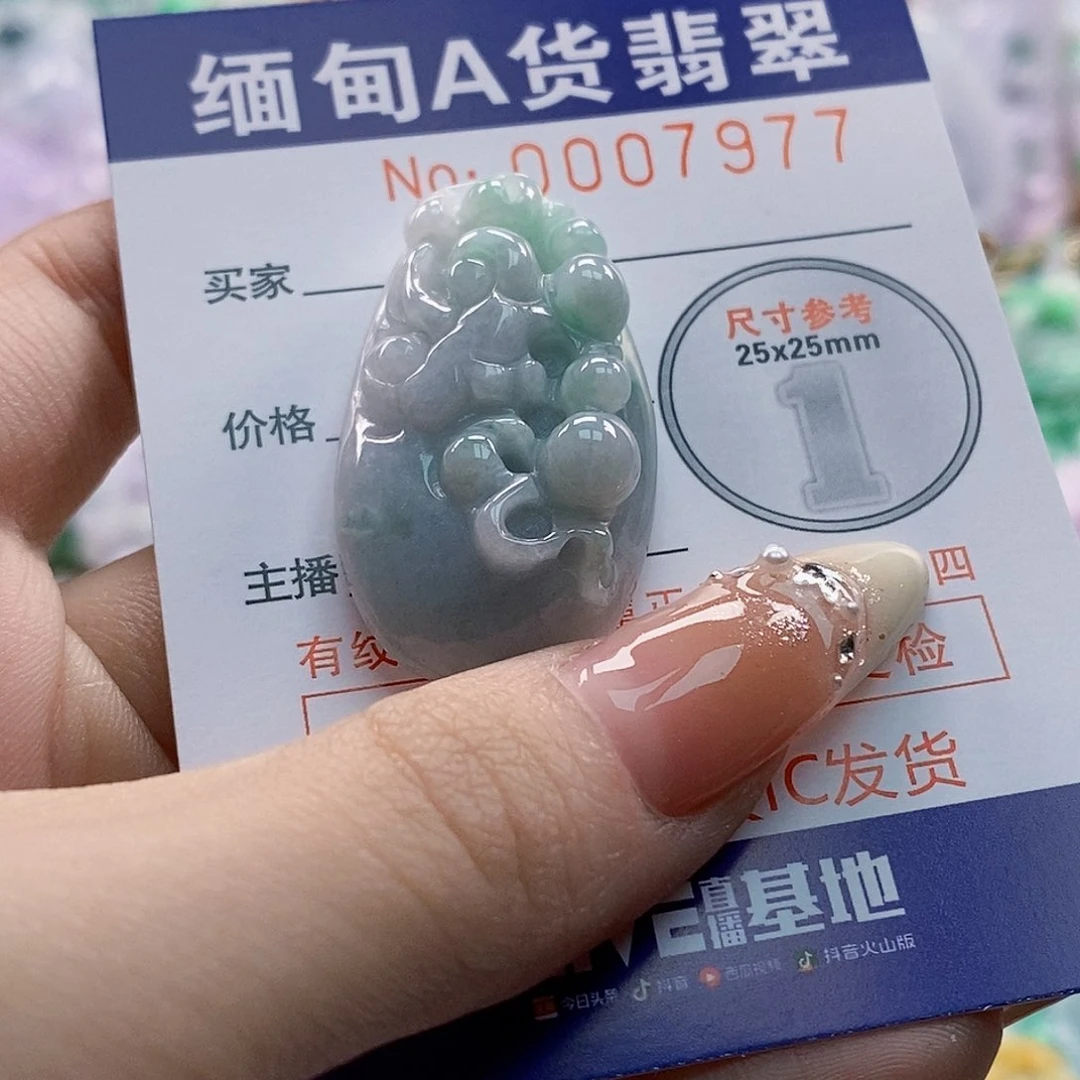 缅甸A货翡翠
No: 0007977
买家
尺寸参考
25x25mm
1
价格
主播
四
有纹
检
IC发货
直播基地
今日头条 抖音 西瓜视频 抖音火山版